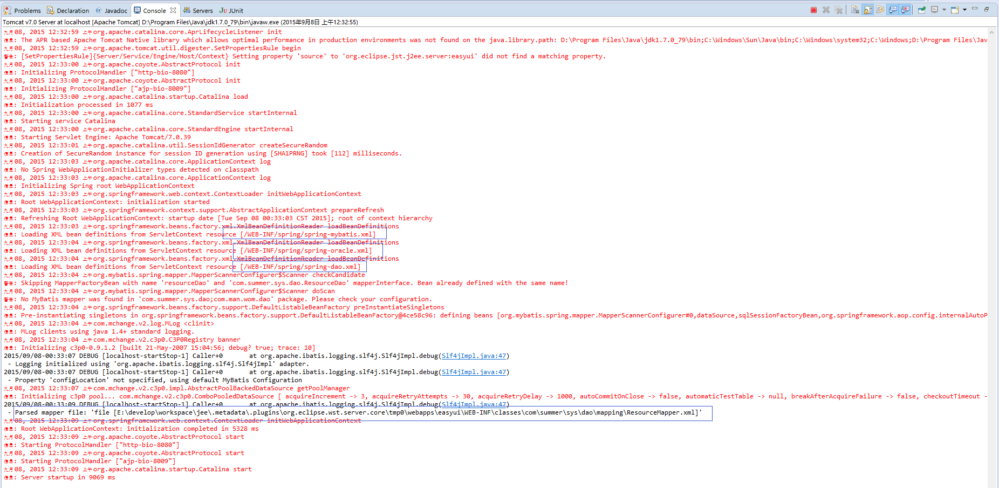 Problems Declaration Javadoc Console Servers JUnit
Tomcat v7.0 Server at localhost [Apache Tomcat] D:\Program Files\Java\jdk1.7.0_79\bin\javaw.exe (2015年9月8日 上午12:32:55)
九月 08, 2015 12:32:59 上午 org.apache.catalina.core.AprLifecycleListener init
信息: The APR based Apache Tomcat Native library which allows optimal performance in production environments was not found on the java.library.path: D:\Program Files\Java\jdk1.7.0_79\bin;C:\Windows\Sun\Java\bin;C:\Windows\system32;C:\Windows;D:\Program Files\Jav
九月 08, 2015 12:32:59 上午 org.apache.tomcat.util.digester.SetPropertiesRule begin
警告: [SetPropertiesRule]{Server/Service/Engine/Host/Context} Setting property 'source' to 'org.eclipse.jst.j2ee.server:easyui' did not find a matching property.
九月 08, 2015 12:33:00 上午 org.apache.coyote.AbstractProtocol init
信息: Initializing ProtocolHandler ["http-bio-8080"]
九月 08, 2015 12:33:00 上午 org.apache.coyote.AbstractProtocol init
信息: Initializing ProtocolHandler ["ajp-bio-8009"]
九月 08, 2015 12:33:00 上午 org.apache.catalina.startup.Catalina load
信息: Initialization processed in 1077 ms
九月 08, 2015 12:33:00 上午 org.apache.catalina.core.StandardService startInternal
信息: Starting service Catalina
九月 08, 2015 12:33:00 上午 org.apache.catalina.core.StandardEngine startInternal
信息: Starting Servlet Engine: Apache Tomcat/7.0.39
九月 08, 2015 12:33:01 上午 org.apache.catalina.util.SessionIdGenerator createSecureRandom
信息: Creation of SecureRandom instance for session ID generation using [SHA1PRNG] took [112] milliseconds.
九月 08, 2015 12:33:03 上午 org.apache.catalina.core.ApplicationContext log
信息: No Spring WebApplicationInitializer types detected on classpath
九月 08, 2015 12:33:03 上午 org.apache.catalina.core.ApplicationContext log
信息: Initializing Spring root WebApplicationContext
九月 08, 2015 12:33:03 上午 org.springframework.web.context.ContextLoader initWebApplicationContext
信息: Root WebApplicationContext: initialization started
九月 08, 2015 12:33:03 上午 org.springframework.context.support.AbstractApplicationContext prepareRefresh
信息: Refreshing Root WebApplicationContext: startup date [Tue Sep 08 00:33:03 CST 2015]; root of context hierarchy
九月 08, 2015 12:33:03 上午 org.springframework.beans.factory.xml.XmlBeanDefinitionReader loadBeanDefinitions
信息: Loading XML bean definitions from ServletContext resource [/WEB-INF/spring/spring-mybatis.xml]
九月 08, 2015 12:33:04 上午 org.springframework.beans.factory.xml.XmlBeanDefinitionReader loadBeanDefinitions
信息: Loading XML bean definitions from ServletContext resource [/WEB-INF/spring/spring-oracle.xml]
九月 08, 2015 12:33:04 上午 org.springframework.beans.factory.xml.XmlBeanDefinitionReader loadBeanDefinitions
信息: Loading XML bean definitions from ServletContext resource [/WEB-INF/spring/spring-dao.xml]
九月 08, 2015 12:33:04 上午 org.mybatis.spring.mapper.MapperScannerConfigurer$Scanner checkCandidate
警告: Skipping MapperFactoryBean with name 'resourceDao' and 'com.summer.sys.dao.ResourceDao' mapperInterface. Bean already defined with the same name!
九月 08, 2015 12:33:04 上午 org.mybatis.spring.mapper.MapperScannerConfigurer$Scanner doScan
警告: No MyBatis mapper was found in 'com.summer.sys.dao;com.man.wom.dao' package. Please check your configuration.
九月 08, 2015 12:33:04 上午 org.springframework.beans.factory.support.DefaultListableBeanFactory preInstantiateSingletons
信息: Pre-instantiating singletons in org.springframework.beans.factory.support.DefaultListableBeanFactory@4ce58c96: defining beans [org.mybatis.spring.mapper.MapperScannerConfigurer#0,dataSource,sqlSessionFactoryBean,org.springframework.aop.config.internalAutoP
九月 08, 2015 12:33:04 上午 com.mchange.v2.log.MLog <clinit>
信息: MLog clients using java 1.4+ standard logging.
九月 08, 2015 12:33:04 上午 com.mchange.v2.c3p0.C3P0Registry banner
信息: Initializing c3p0-0.9.1.2 [built 21-May-2007 15:04:56; debug? true; trace: 10]
2015/09/08-00:33:07 DEBUG [localhost-startStop-1] Caller+0 at org.apache.ibatis.logging.slf4j.Slf4jImpl.debug(Slf4jImpl.java:47)
- Logging initialized using 'org.apache.ibatis.logging.slf4j.Slf4jImpl' adapter.
2015/09/08-00:33:07 DEBUG [localhost-startStop-1] Caller+0 at org.apache.ibatis.logging.slf4j.Slf4jImpl.debug(Slf4jImpl.java:47)
- Property 'configLocation' not specified, using default MyBatis Configuration
九月 08, 2015 12:33:07 上午 com.mchange.v2.c3p0.impl.AbstractPoolBackedDataSource getPoolManager
信息: Initializing c3p0 pool... com.mchange.v2.c3p0.ComboPooledDataSource [ acquireIncrement -> 3, acquireRetryAttempts -> 30, acquireRetryDelay -> 1000, autoCommitOnClose -> false, automaticTestTable -> null, breakAfterAcquireFailure -> false, checkoutTimeout -
2015/09/08-00:33:09 DEBUG [localhost-startStop-1] Caller+0 at org.apache.ibatis.logging.slf4j.Slf4jImpl.debug(Slf4jImpl.java:47)
- Parsed mapper file: 'file [E:\develop\workspace\jee\.metadata\.plugins\org.eclipse.wst.server.core\tmp0\webapps\easyui\WEB-INF\classes\com\summer\sys\dao\mapping\ResourceMapper.xml]'
九月 08, 2015 12:33:09 上午 org.springframework.web.context.ContextLoader initWebApplicationContext
信息: Root WebApplicationContext: initialization completed in 5328 ms
九月 08, 2015 12:33:09 上午 org.apache.coyote.AbstractProtocol start
信息: Starting ProtocolHandler ["http-bio-8080"]
九月 08, 2015 12:33:09 上午 org.apache.coyote.AbstractProtocol start
信息: Starting ProtocolHandler ["ajp-bio-8009"]
九月 08, 2015 12:33:09 上午 org.apache.catalina.startup.Catalina start
信息: Server startup in 9069 ms